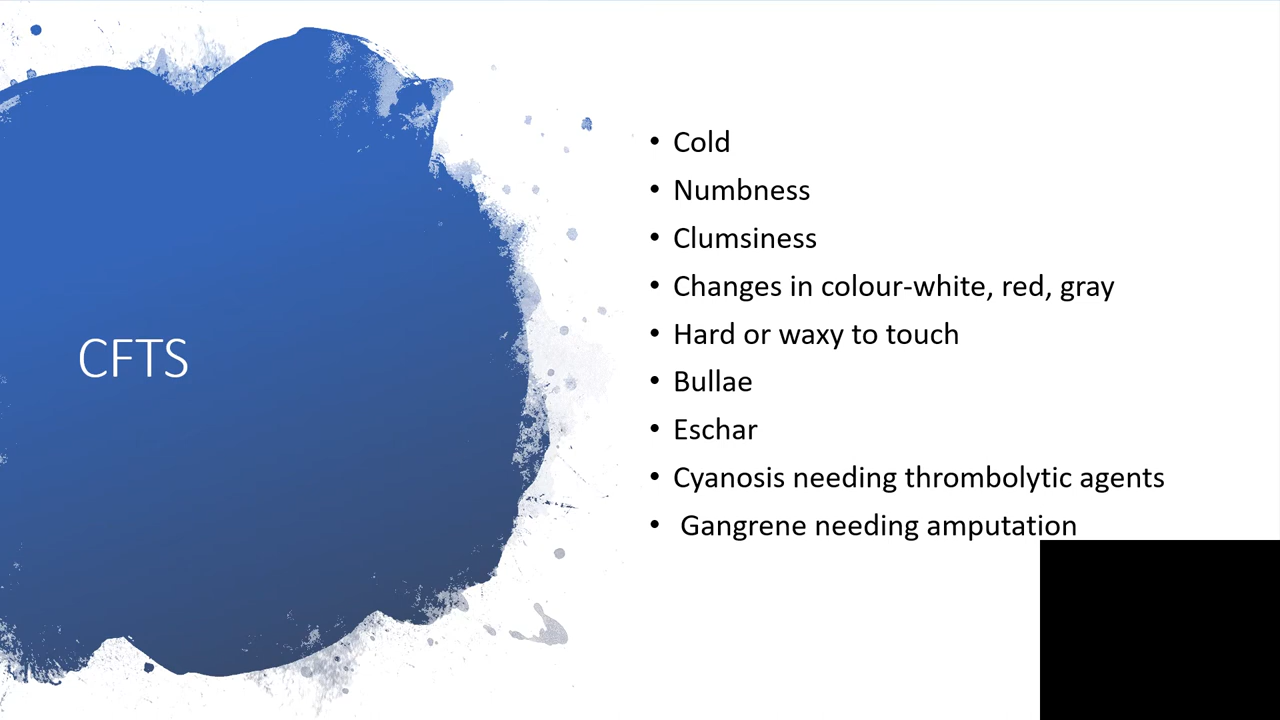 CFTS
• Cold
• Numbness
• Clumsiness
• Changes in colour-white, red, gray
• Hard or waxy to touch
• Bullae
• Eschar
• Cyanosis needing thrombolytic agents
• Gangrene needing amputation